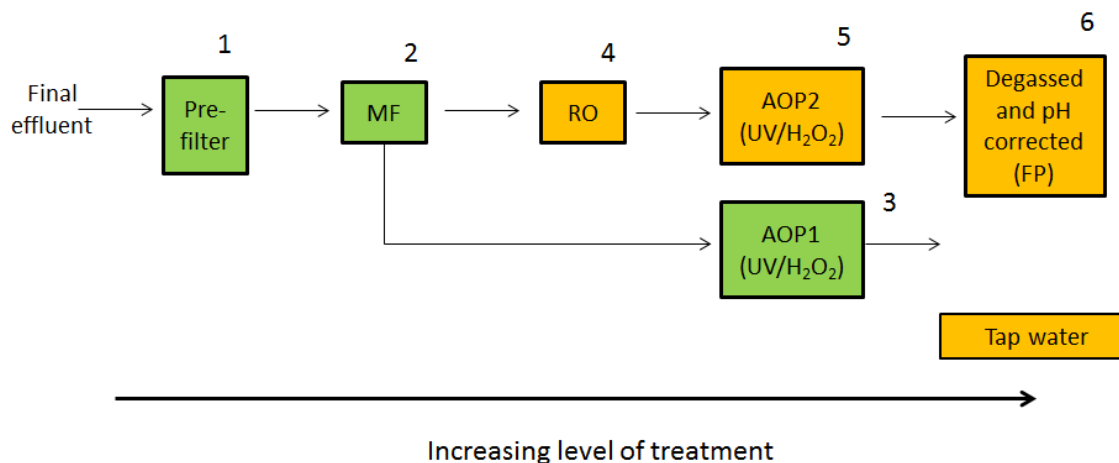 1
2
4
5
6
Final
effluent
Pre-
filter
MF
RO
AOP2
(UV/H₂O₂)
Degassed
and pH
corrected
(FP)
3
AOP1
(UV/H₂O₂)
Tap water
Increasing level of treatment